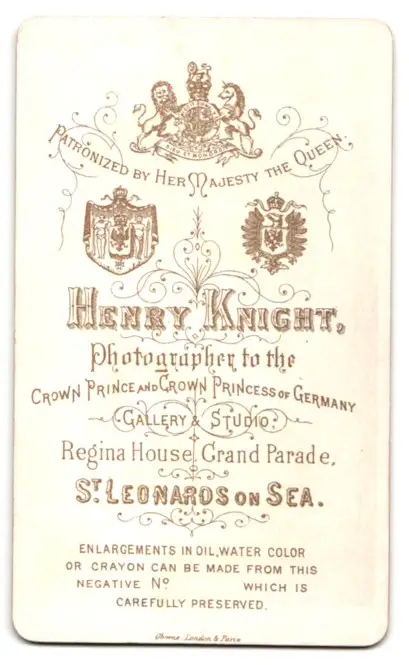 PATRONIZED BY HER MAJESTY THE QUEEN.
HENRY KNIGHT,
Photographer to the
CROWN PRINCE AND CROWN PRINCESS OF GERMANY
GALLERY & STUDIO:
Regina House, Grand Parade,
ST. LEONARDS ON SEA.
ENLARGEMENTS IN OIL, WATER COLOR
OR CRAYON CAN BE MADE FROM THIS
NEGATIVE No WHICH IS
CAREFULLY PRESERVED.
London & Paris